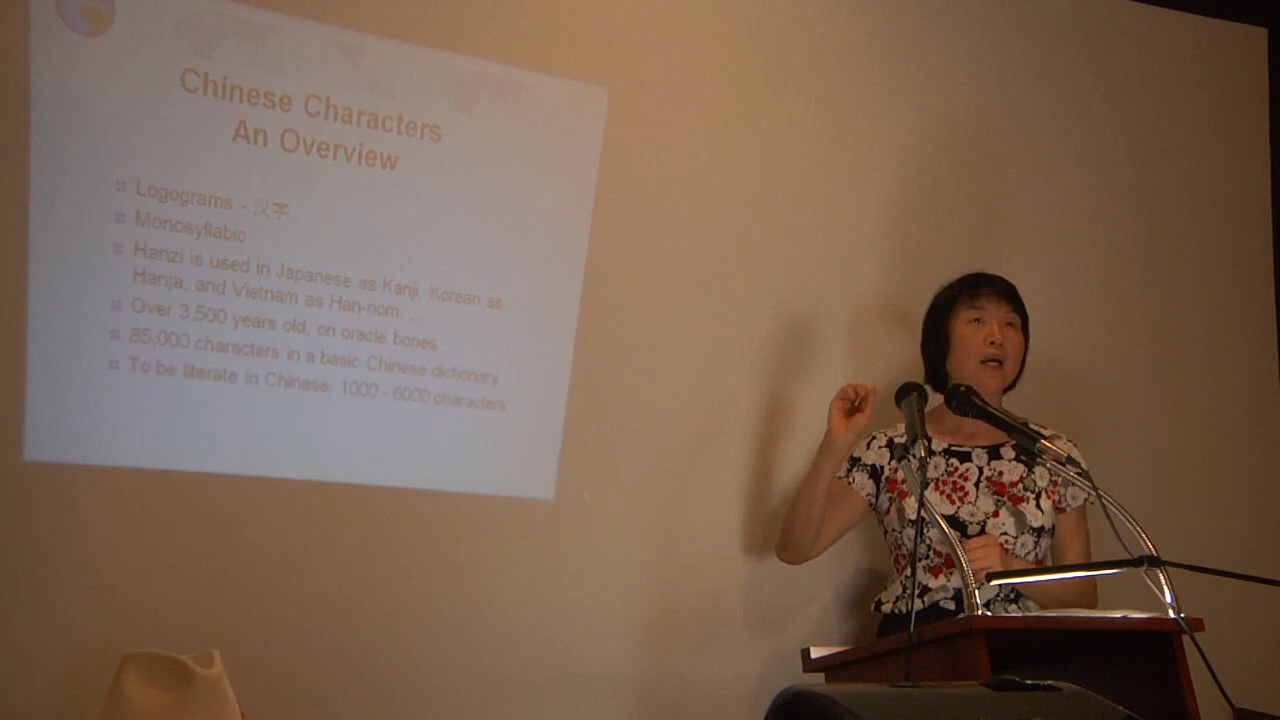 Chinese Characters
An Overview
Logograms - 汉字
Monosyllabic
Hanzi is used in Japanese as Kanji, Korean as
Hanja, and Vietnam as Han-nom
Over 3,500 years old, on oracle bones
85,000 characters in a basic Chinese dictionary
To be literate in Chinese: 1000 - 6000 characters